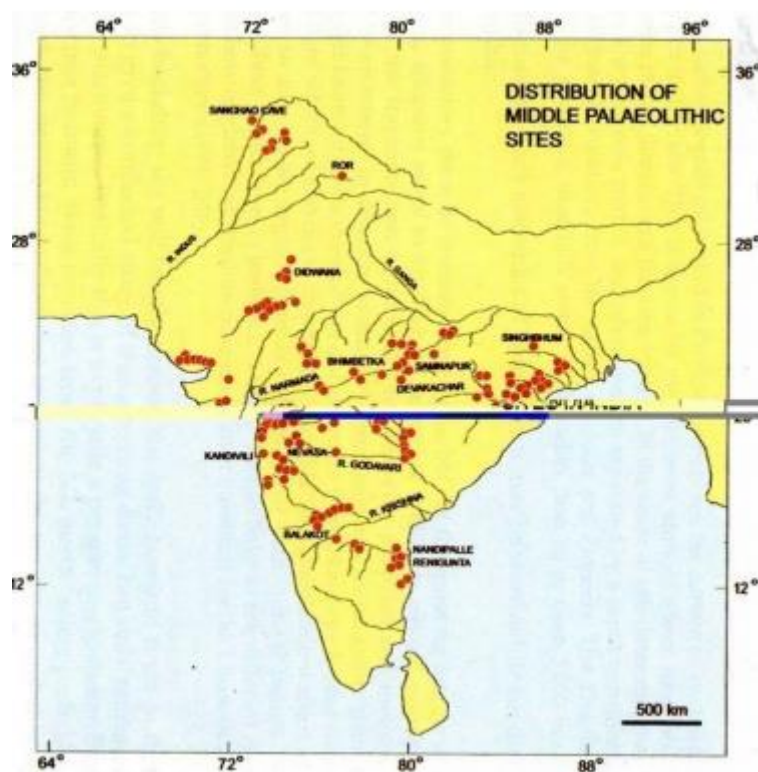 64° 72° 80° 88° 96°
36° 36°
DISTRIBUTION OF
MIDDLE PALAEOLITHIC
SITES
SANGHAO CAVE
ROR
28° 28°
R. INDUS
R. GANGA
DIDWANA
SINGHBHUM
BHIMBETKA
SAMNAPUR
R. NARMADA
DEVAKACHAR
KANDIVILI
NEVASA
R. GODAVARI
R. KRISHNA
BALAKOT
NANDIPALLE
RENIGUNTA
12° 12°
500 km
64° 72° 80° 88°